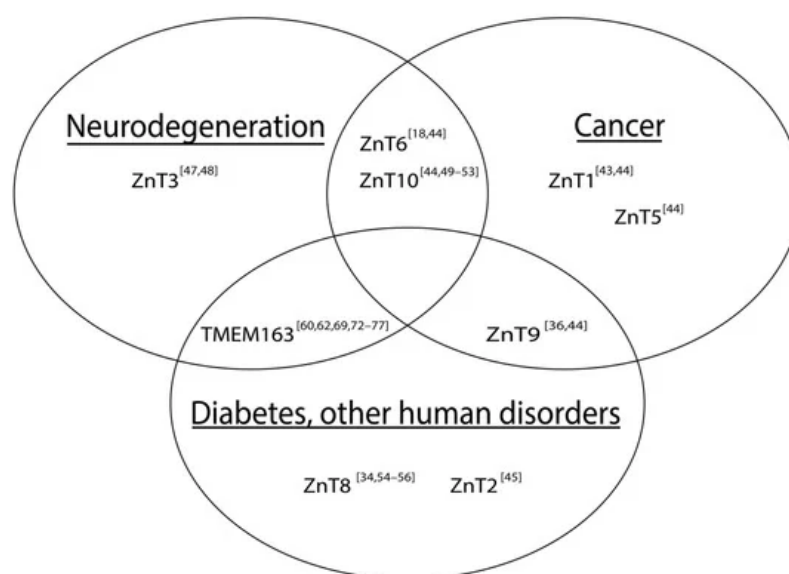 Neurodegeneration
ZnT3[47,48]
ZnT6[18,44]
ZnT10[44,49–53]
Cancer
ZnT1[43,44]
ZnT5[44]
TMEM163[60,62,69,72–77]
ZnT9[36,44]
Diabetes, other human disorders
ZnT8[34,54–56]
ZnT2[45]